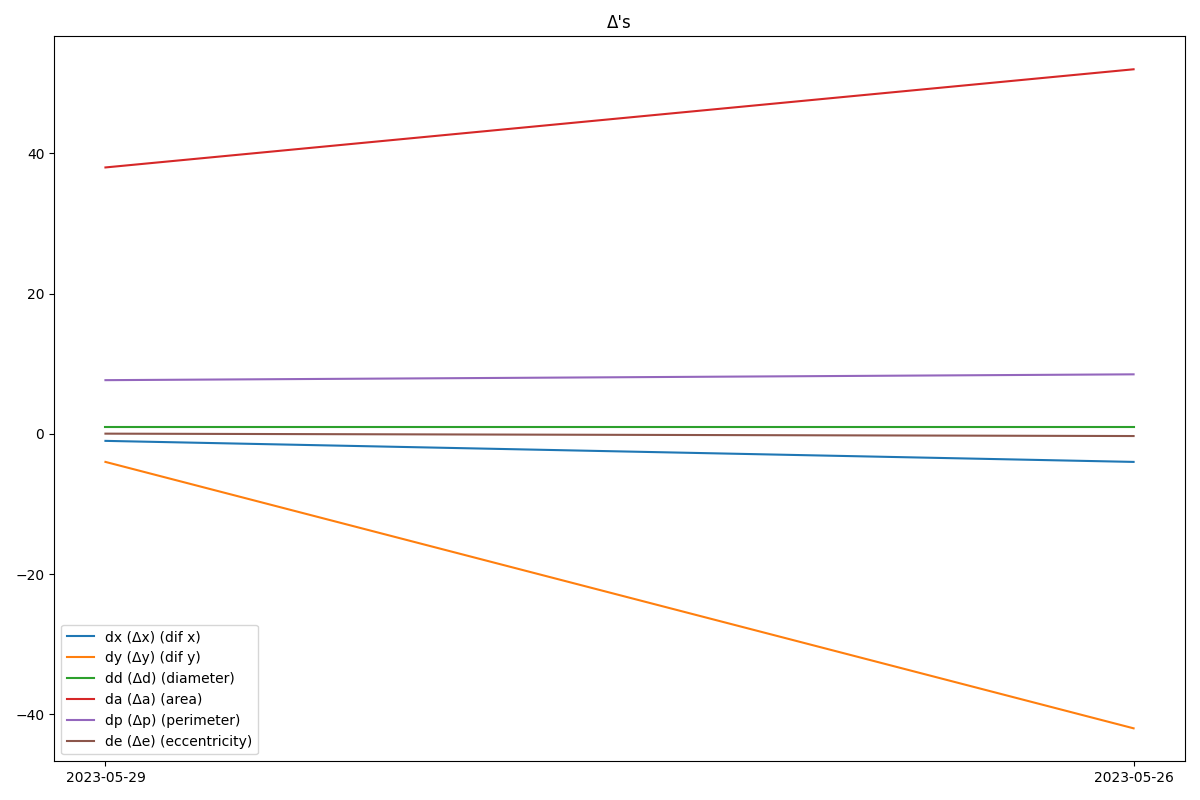 Δ's
40
20
0
−20
−40
dx (Δx) (dif x)
dy (Δy) (dif y)
dd (Δd) (diameter)
da (Δa) (area)
dp (Δp) (perimeter)
de (Δe) (eccentricity)
2023-05-29
2023-05-26